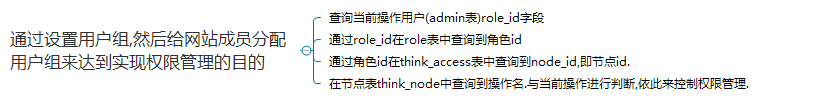 通过设置用户组,然后给网站成员分配
用户组来达到实现权限管理的目的
查询当前操作用户(admin表)role_id字段
通过role_id在role表中查询到角色id
通过角色id在think_access表中查询到node_id,即节点id.
在节点表think_node中查询到操作名.与当前操作进行判断,依此来控制权限管理.